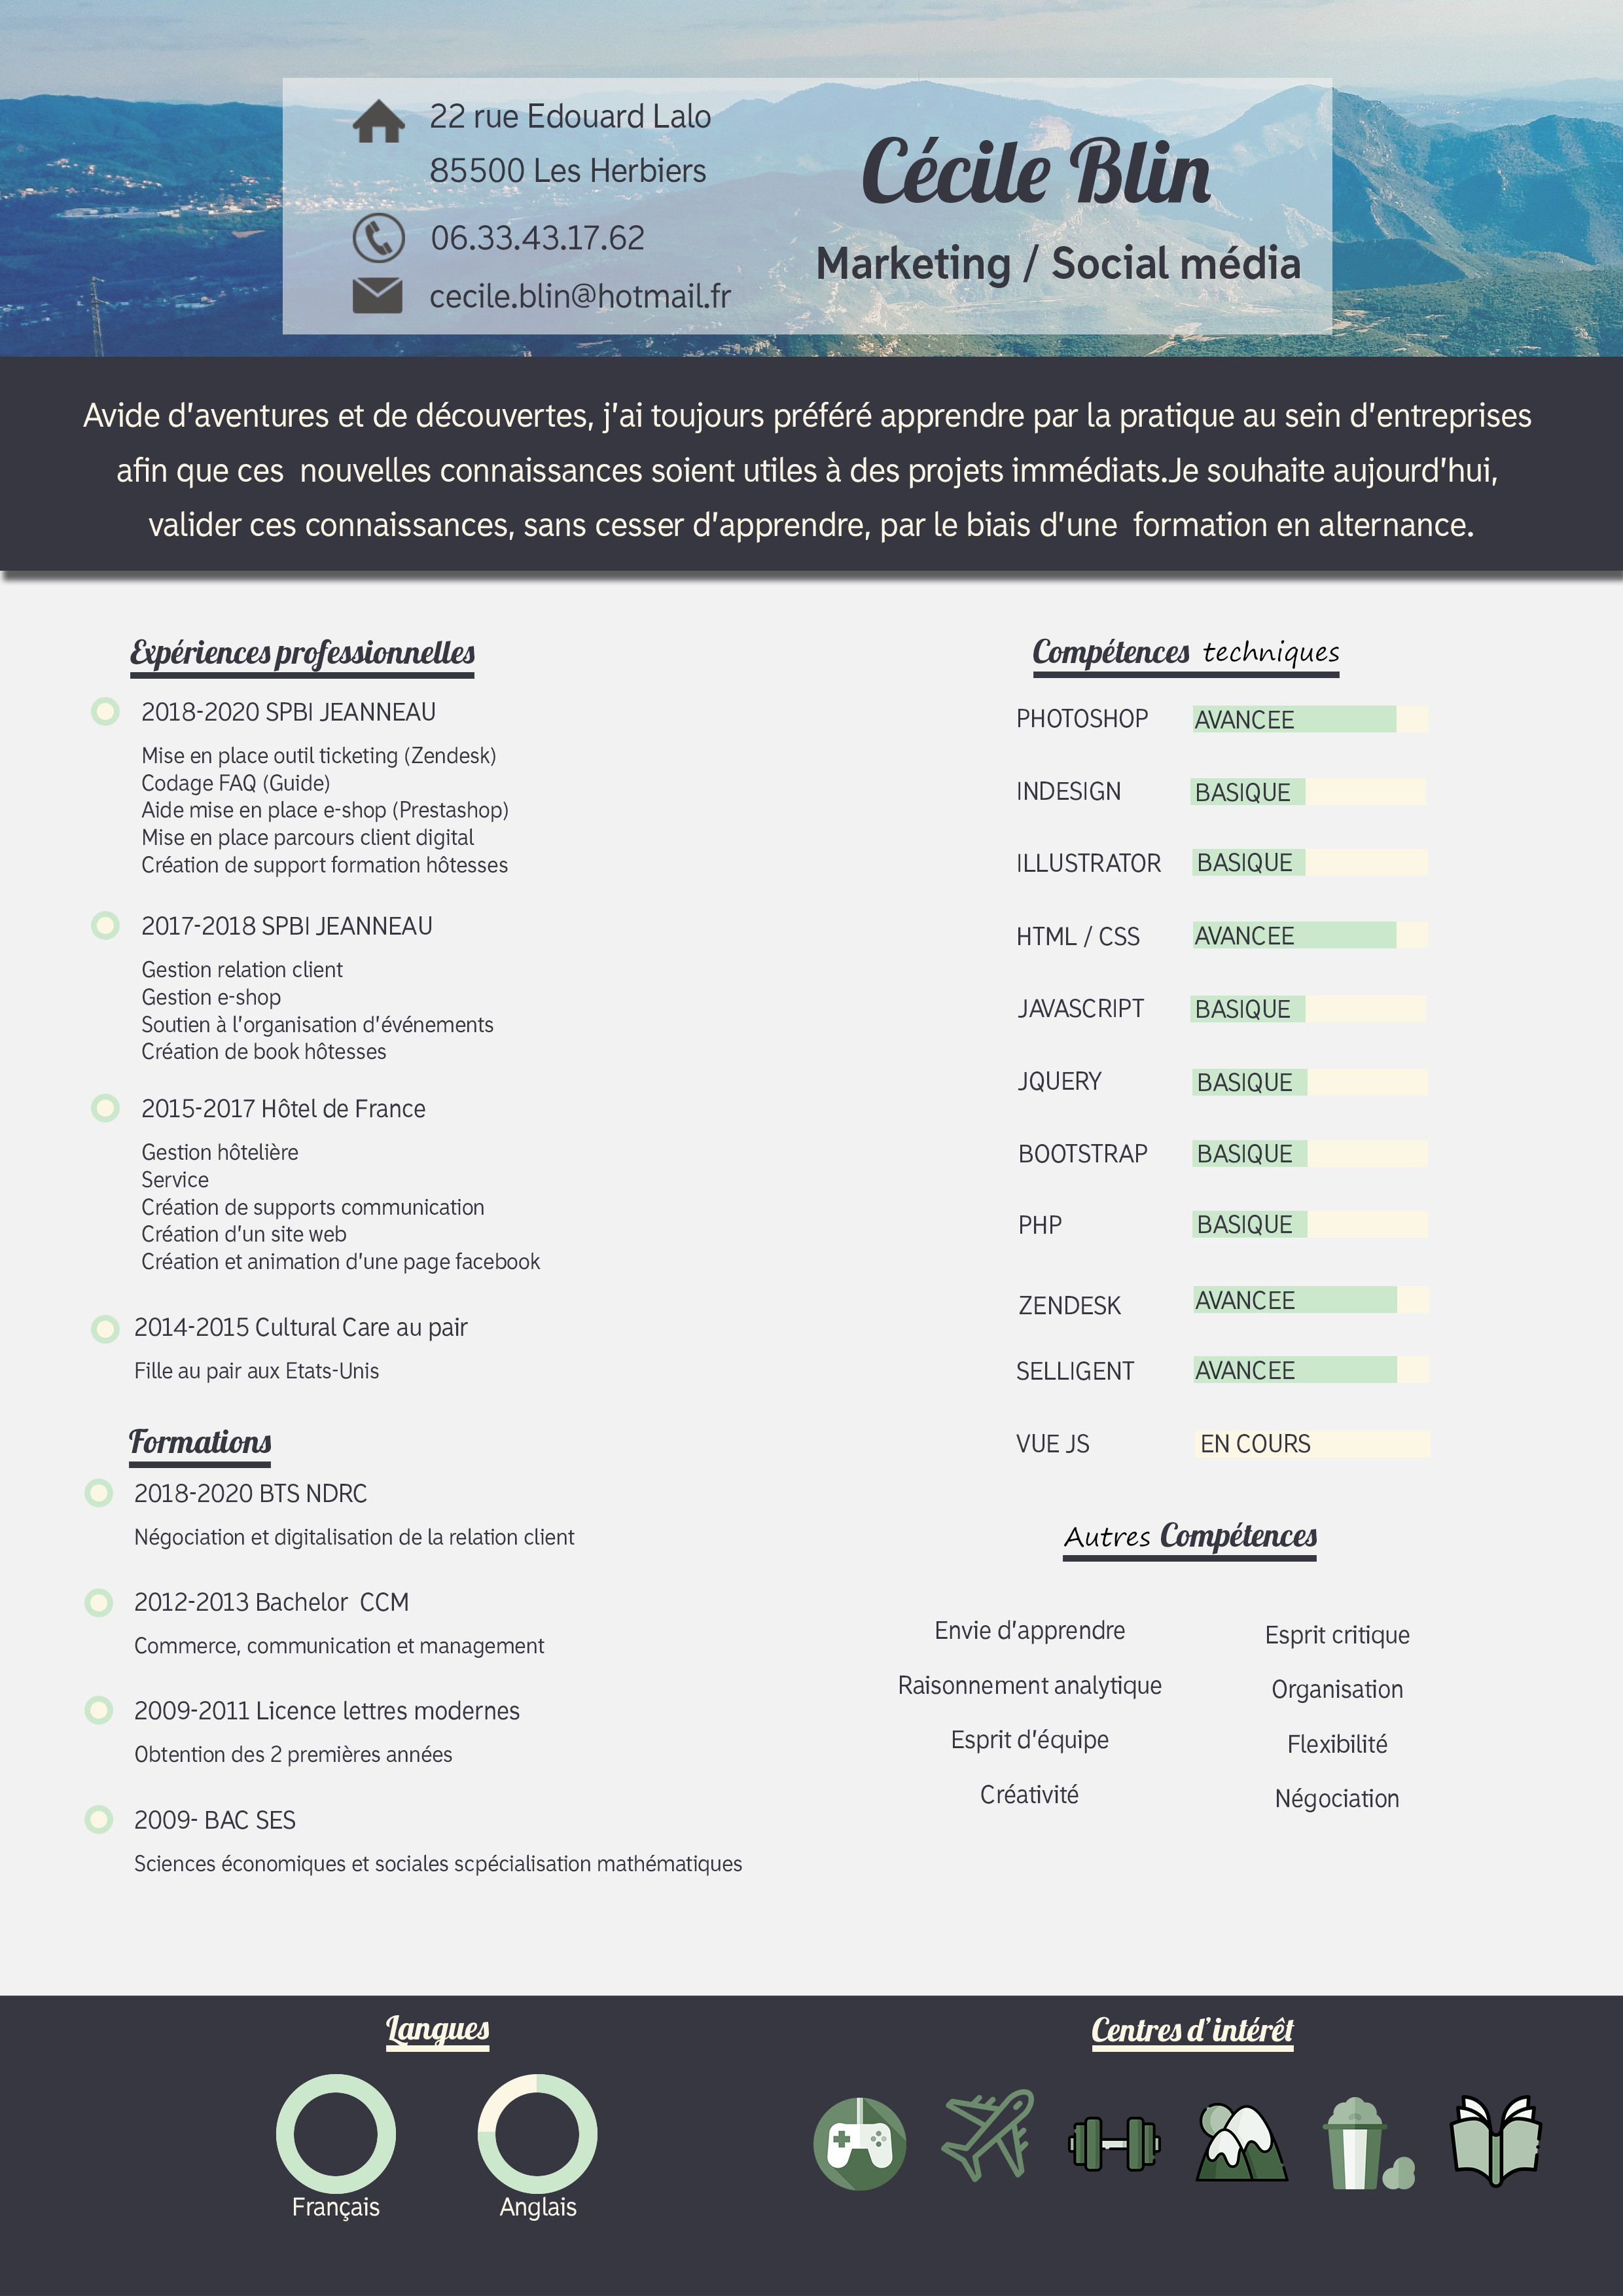 22 rue Edouard Lalo
85500 Les Herbiers
06.33.43.17.62
cecile.blin@hotmail.fr
Cécile Blin
Marketing / Social média
Avide d'aventures et de découvertes, j'ai toujours préféré apprendre par la pratique au sein d'entreprises
afin que ces  nouvelles connaissances soient utiles à des projets immédiats.Je souhaite aujourd'hui,
valider ces connaissances, sans cesser d'apprendre, par le biais d'une  formation en alternance.
Expériences professionnelles
2018-2020 SPBI JEANNEAU
Mise en place outil ticketing (Zendesk)
Codage FAQ (Guide)
Aide mise en place e-shop (Prestashop)
Mise en place parcours client digital
Création de support formation hôtesses
2017-2018 SPBI JEANNEAU
Gestion relation client
Gestion e-shop
Soutien à l'organisation d'événements
Création de book hôtesses
2015-2017 Hôtel de France
Gestion hôtelière
Service
Création de supports communication
Création d'un site web
Création et animation d'une page facebook
2014-2015 Cultural Care au pair
Fille au pair aux Etats-Unis
Formations
2018-2020 BTS NDRC
Négociation et digitalisation de la relation client
2012-2013 Bachelor  CCM
Commerce, communication et management
2009-2011 Licence lettres modernes
Obtention des 2 premières années
2009- BAC SES
Sciences économiques et sociales scpécialisation mathématiques
Compétences techniques
PHOTOSHOP AVANCEE
INDESIGN BASIQUE
ILLUSTRATOR BASIQUE
HTML / CSS AVANCEE
JAVASCRIPT BASIQUE
JQUERY BASIQUE
BOOTSTRAP BASIQUE
PHP BASIQUE
ZENDESK AVANCEE
SELLIGENT AVANCEE
VUE JS EN COURS
Autres Compétences
Envie d'apprendre
Raisonnement analytique
Esprit d'équipe
Créativité
Esprit critique
Organisation
Flexibilité
Négociation
Langues
Français
Anglais
Centres d'intérêt